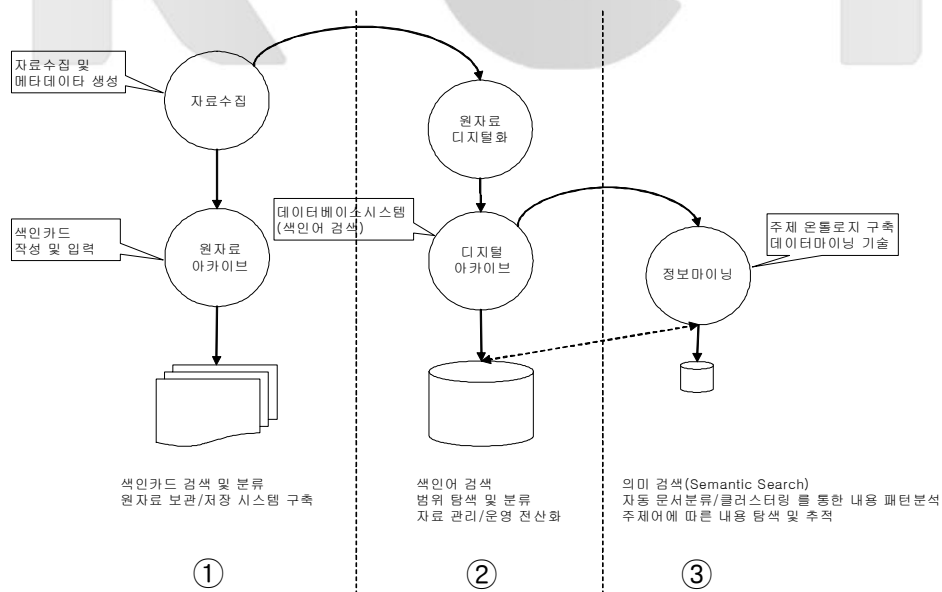 자료수집 및
메타데이타 생성
자료수집
원자료
디지털화
색인카드
작성 및 입력
원자료
아카이브
데이터베이스시스템
(색인어 검색)
디지털
아카이브
정보마이닝
주제 온톨로지 구축
데이터마이닝 기술
색인카드 검색 및 분류
원자료 보관/저장 시스템 구축
색인어 검색
범위 탐색 및 분류
자료 관리/운영 전산화
의미 검색(Semantic Search)
자동 문서분류/클러스터링 를 통한 내용 패턴분석
주제어에 따른 내용 탐색 및 추적
①
②
③